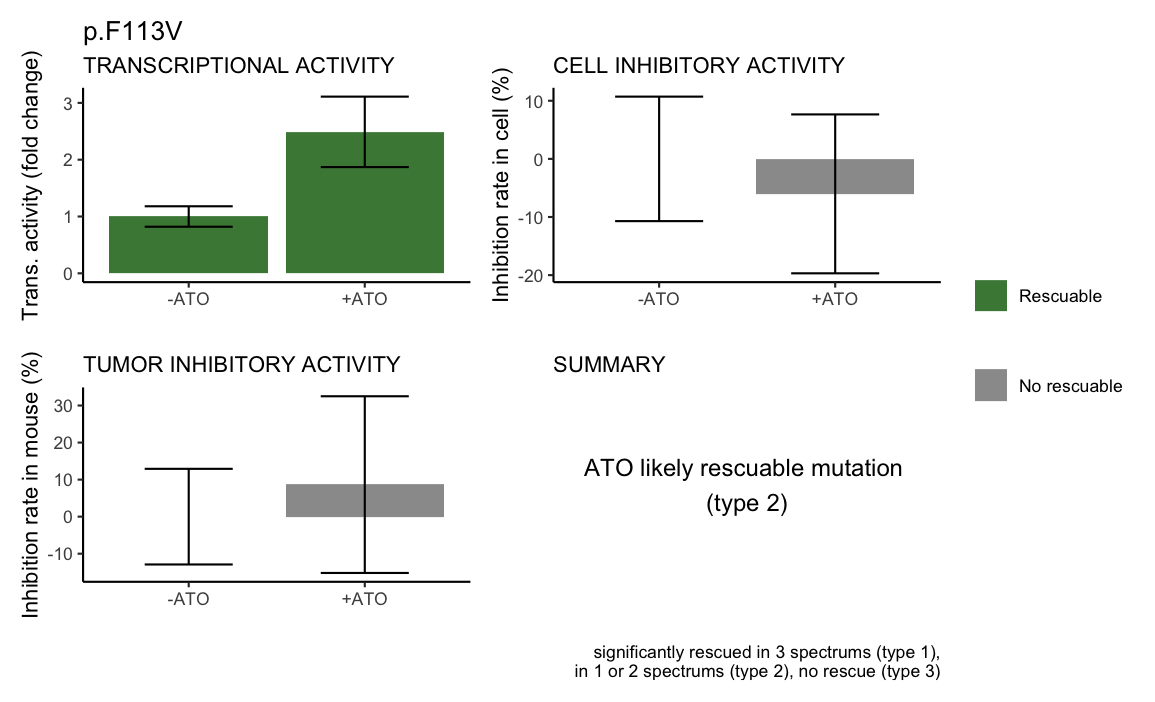 p.F113V
TRANSCRIPTIONAL ACTIVITY
Trans. activity (fold change)
3
2
1
0
-ATO
+ATO
CELL INHIBITORY ACTIVITY
Inhibition rate in cell (%)
10
0
-10
-20
-ATO
+ATO
Rescuable
No rescuable
TUMOR INHIBITORY ACTIVITY
Inhibition rate in mouse (%)
30
20
10
0
-10
-ATO
+ATO
SUMMARY
ATO likely rescuable mutation
(type 2)
significantly rescued in 3 spectrums (type 1),
in 1 or 2 spectrums (type 2), no rescue (type 3)